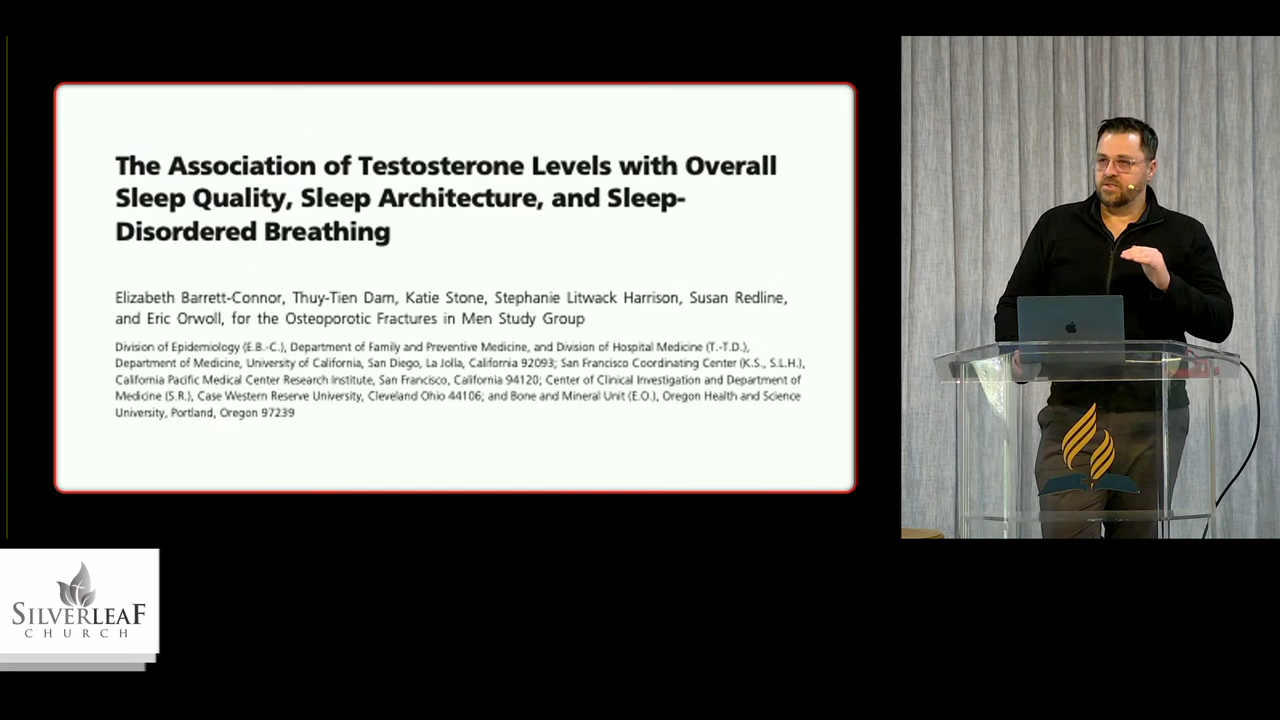 The Association of Testosterone Levels with Overall
Sleep Quality, Sleep Architecture, and Sleep-
Disordered Breathing
Elizabeth Barrett-Connor, Thuy-Tien Dam, Katie Stone, Stephanie Litwack Harrison, Susan Redline,
and Eric Orwoll, for the Osteoporotic Fractures in Men Study Group
Division of Epidemiology (E.B.-C.), Department of Family and Preventive Medicine, and Division of Hospital Medicine (T.-T.D.),
Department of Medicine, University of California, San Diego, La Jolla, California 92093; San Francisco Coordinating Center (K.S., S.L.H.),
California Pacific Medical Center Research Institute, San Francisco, California 94120; Center of Clinical Investigation and Department of
Medicine (S.R.), Case Western Reserve University, Cleveland Ohio 44106; and Bone and Mineral Unit (E.O.), Oregon Health and Science
University, Portland, Oregon 97239
SILVERLEAF
CHURCH